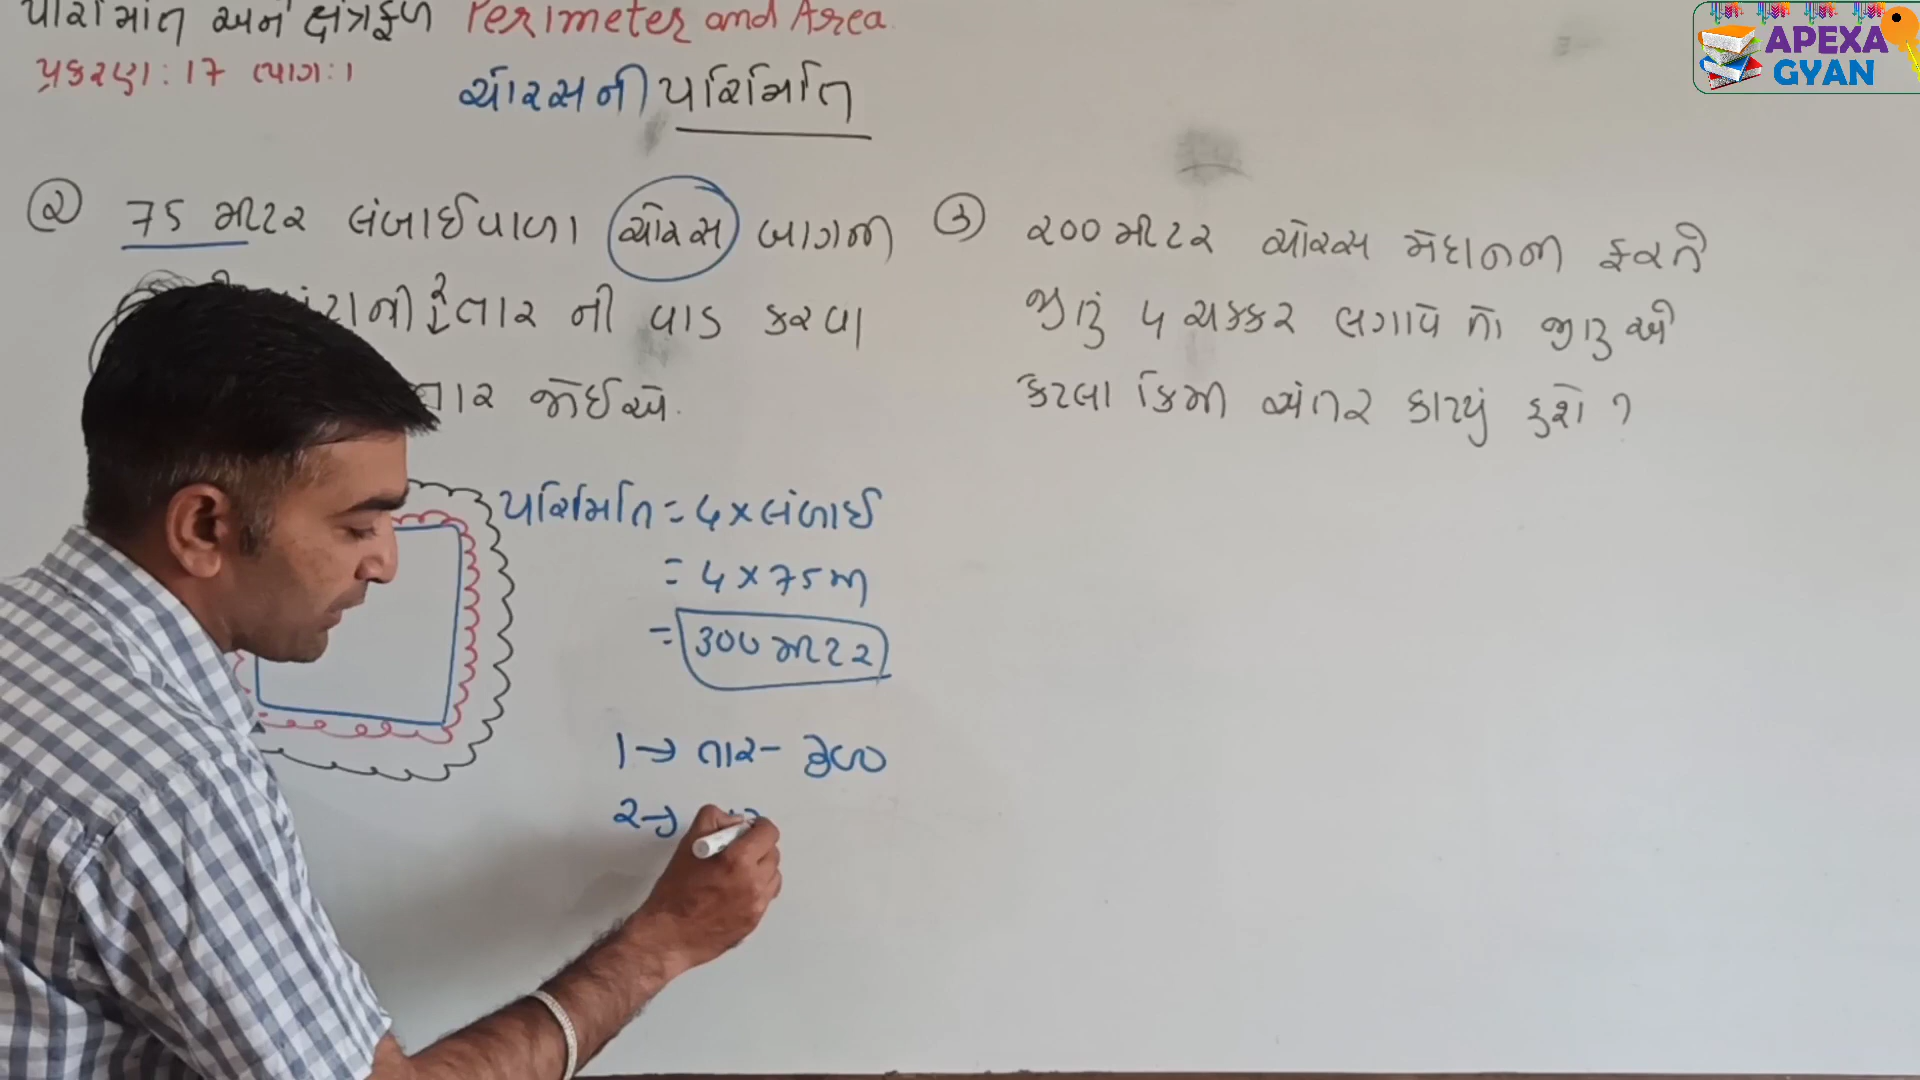 પરિમિતિ અને ક્ષેત્રફળ Perimeter and Area
પ્રકરણ : 17 ભાગ : 1
ચોરસની પરિમિતિ
② 75 મીટર લંબાઈવાળા ચોરસ બાગની
તાર ની વાડ કરવા
તાર જોઈએ.
પરિમિતિ = 4 × લંબાઈ
= 4 × 75 મી
= 300 મીટર
1 → તાર - 300
2 →
③ 200 મીટર ચોરસ મેદાનની ફરતે
જીગું ૫ ચક્કર લગાવે તો જીગુએ
કેટલા કિમી અંતર કાપ્યું હશે ?
APEXA
GYAN